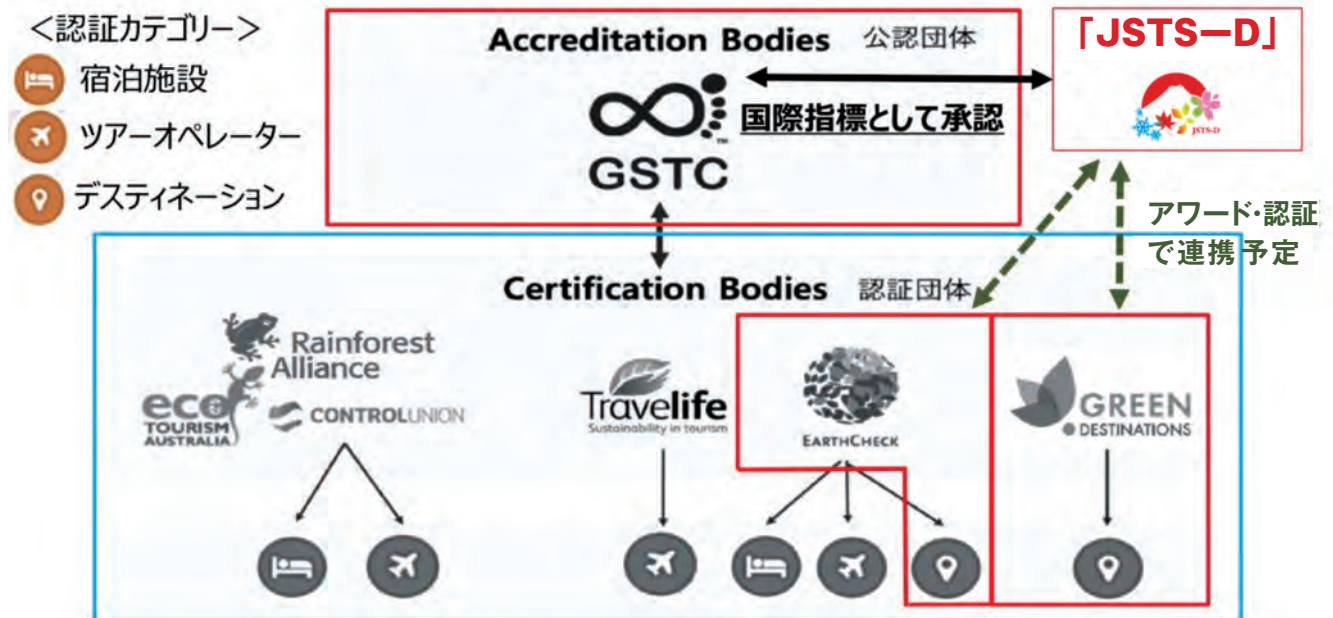 <認証カテゴリー>
宿泊施設
ツアーオペレーター
デスティネーション
Accreditation Bodies 公認団体
GSTC
TM
国際指標として承認
「JSTS—D」
JSTS-D
アワード・認証
で連携予定
Certification Bodies 認証団体
Rainforest
Alliance
eco
TOURISM
AUSTRALIA
CONTROLUNION
Travelife
Sustainability in tourism
EARTHCHECK
GREEN
DESTINATIONS